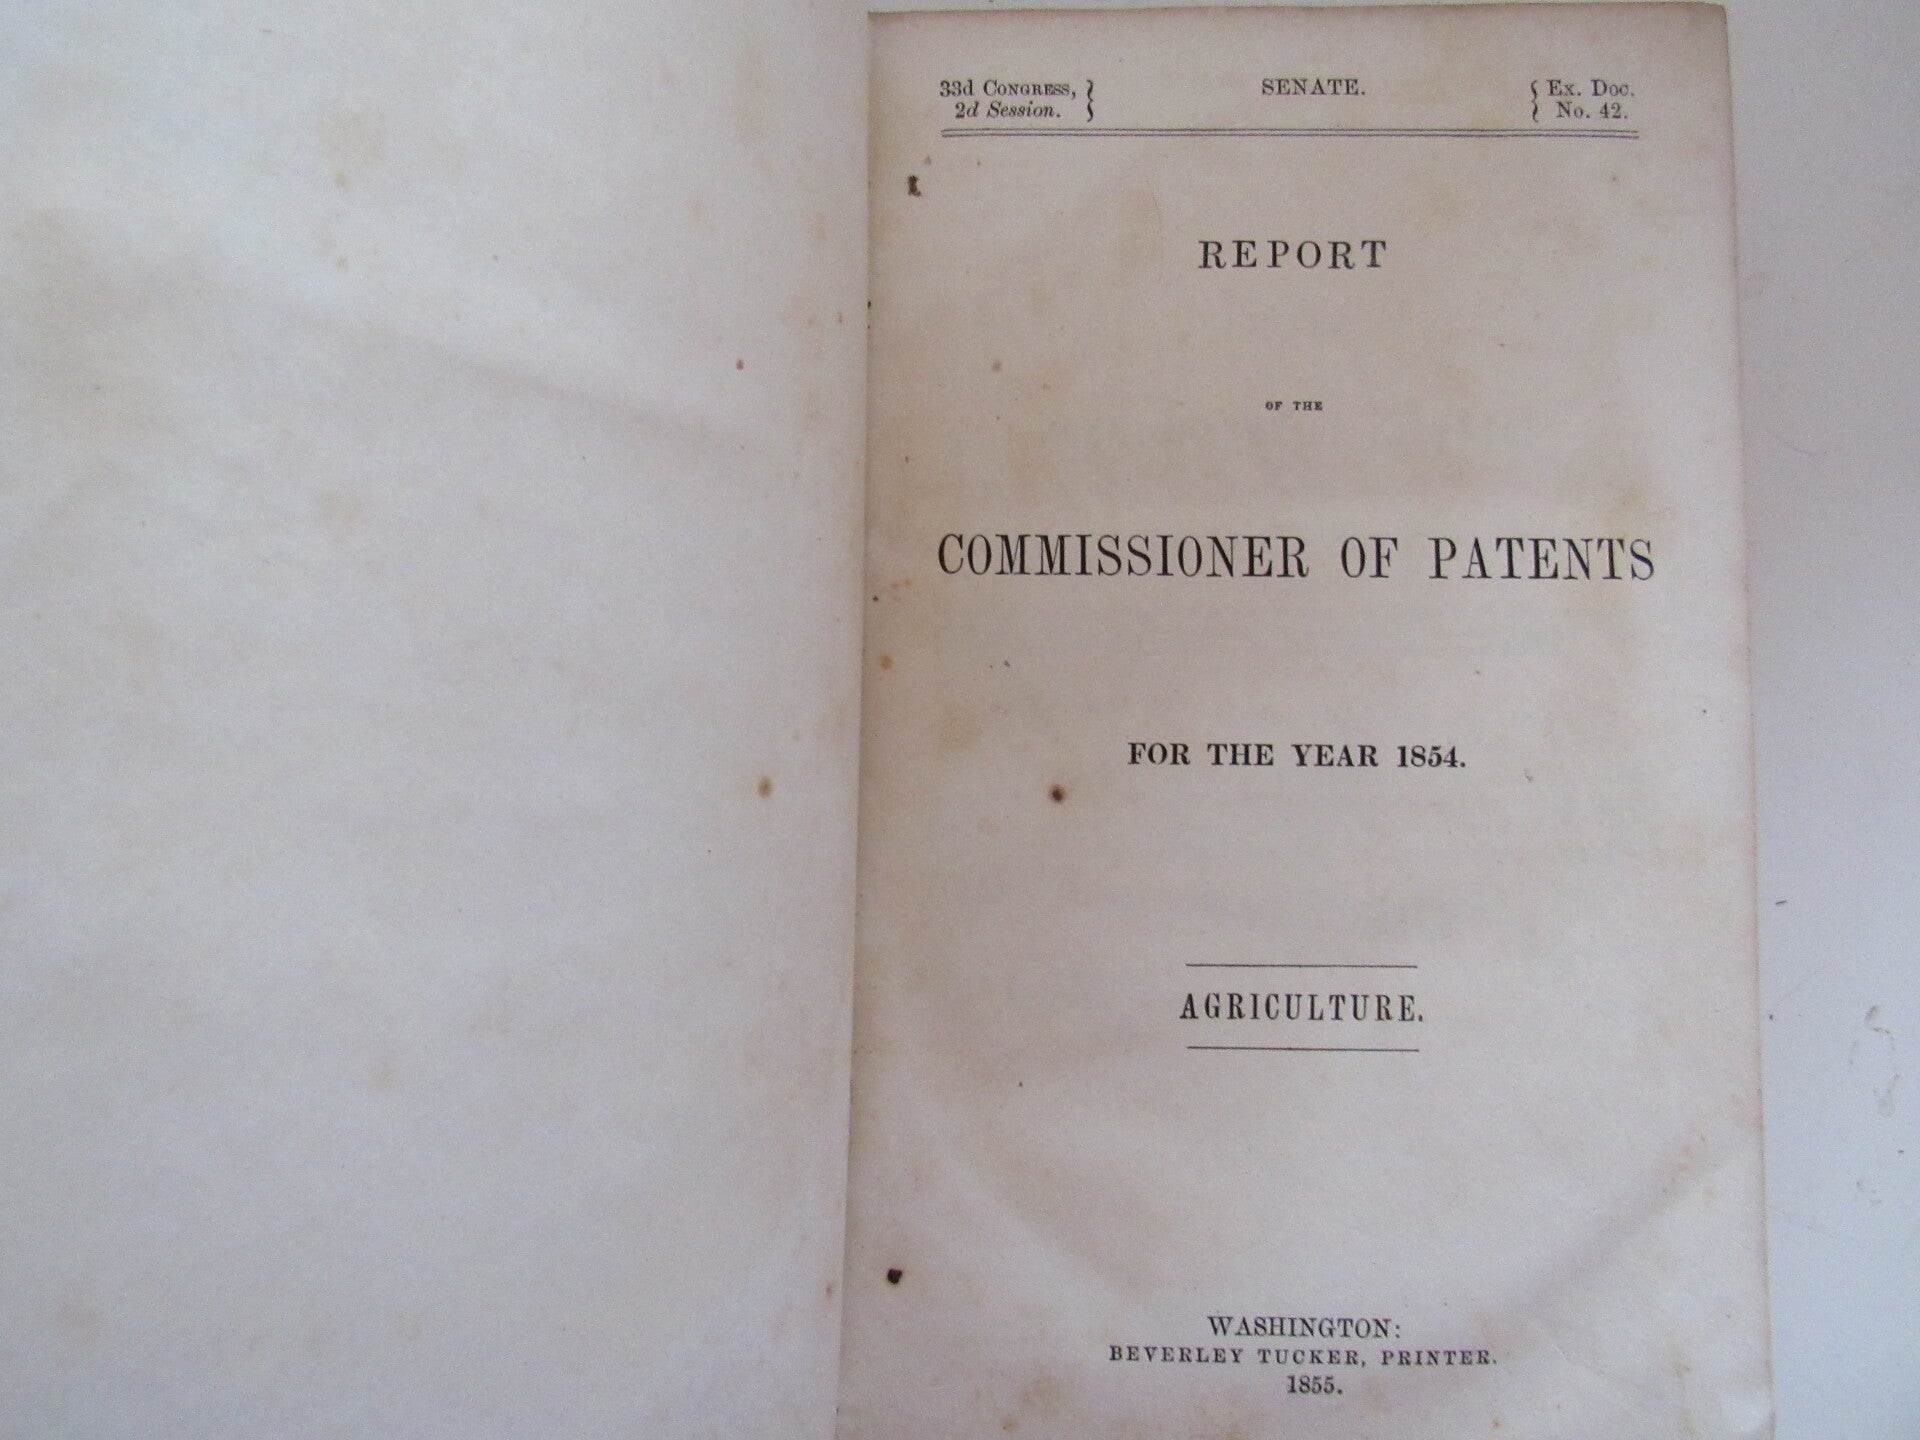 33d Congress, } SENATE. { Ex. Doc.
2d Session. } { No. 42.
REPORT
OF THE
COMMISSIONER OF PATENTS
FOR THE YEAR 1854.
AGRICULTURE.
WASHINGTON:
BEVERLEY TUCKER, PRINTER.
1855.